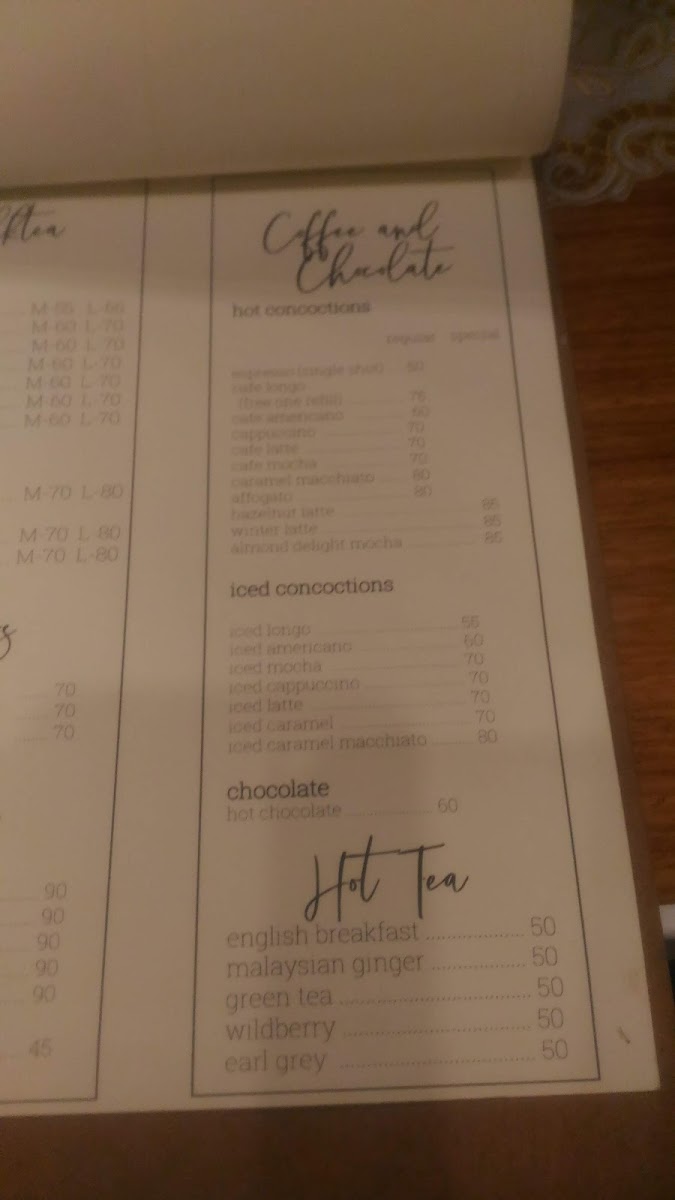 M-60 L-70
M-60 L-70
M-60 L-70
M-60 L-70
M-60 L-70
M-60 L-70
M-70 L-80
M-70 L-80
M-70 L-80
70
70
70
90
90
90
90
90
45
Coffee and
Chocolate
hot concoctions
regular special
espresso (single shot) 50
cafe longo
(free one refill)
cafe americano 60
cappuccino 70
cafe latte 70
cafe mocha 70
caramel macchiato 80
affogato 80
hazelnut latte 85
winter latte 85
almond delight mocha 85
iced concoctions
iced longo
iced americano 60
iced mocha 70
iced cappuccino 70
iced latte 70
iced caramel 70
iced caramel macchiato 80
chocolate
hot chocolate 60
Hot Tea
english breakfast 50
malaysian ginger 50
green tea 50
wildberry 50
earl grey 50